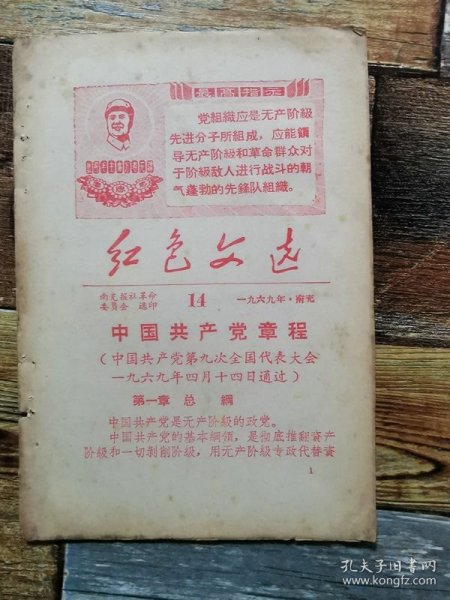 最高指示
党組織应是无产阶級
先进分子所組成，应能領
导无产阶級和革命群众对
于阶級敌人进行战斗的朝
气蓬勃的先鋒队組織。
红色文选
南充报社革命
委員会 选印
14
一九六九年·南充
中国共产党章程
（中国共产党第九次全国代表大会
一九六九年四月十四日通过）
第一章 总 綱
中国共产党是无产阶級的政党。
中国共产党的基本綱領，是彻底推翻資产
阶級和一切剝削阶級，用无产阶级专政代替資
1
孔夫子旧书网
www.kongfz.com